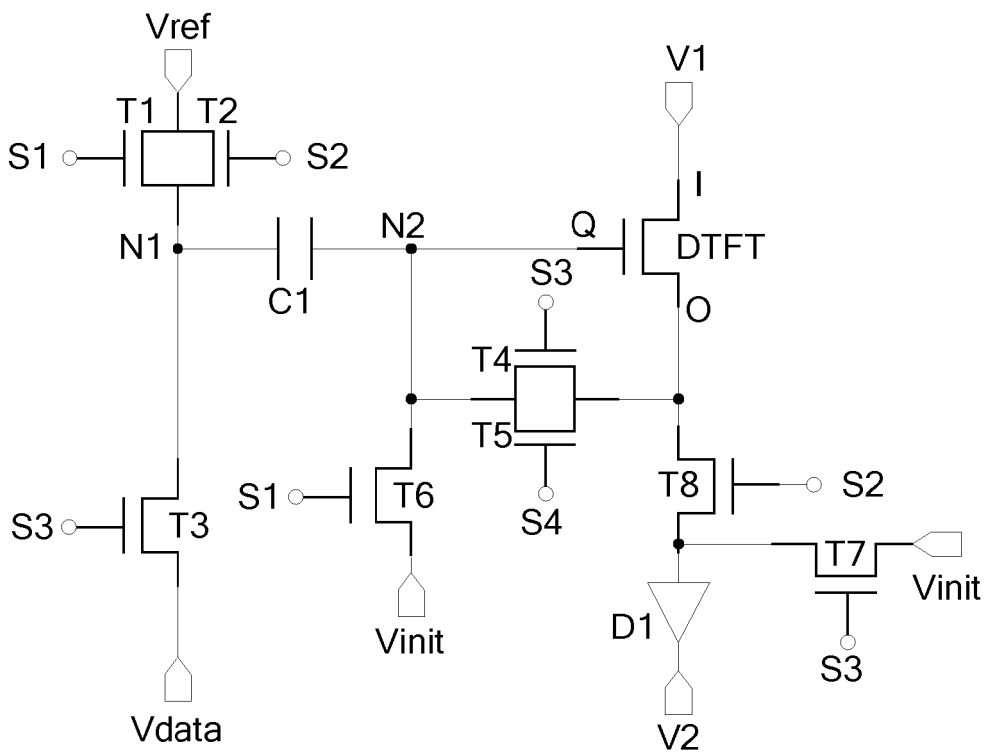 Vref
V1
T1 T2
S1
S2
I
N1
N2
Q
DTFT
C1
S3
O
T4
T5
S4
S1
T6
T8
S2
S3
T3
T7
Vinit
Vinit
D1
S3
Vdata
V2